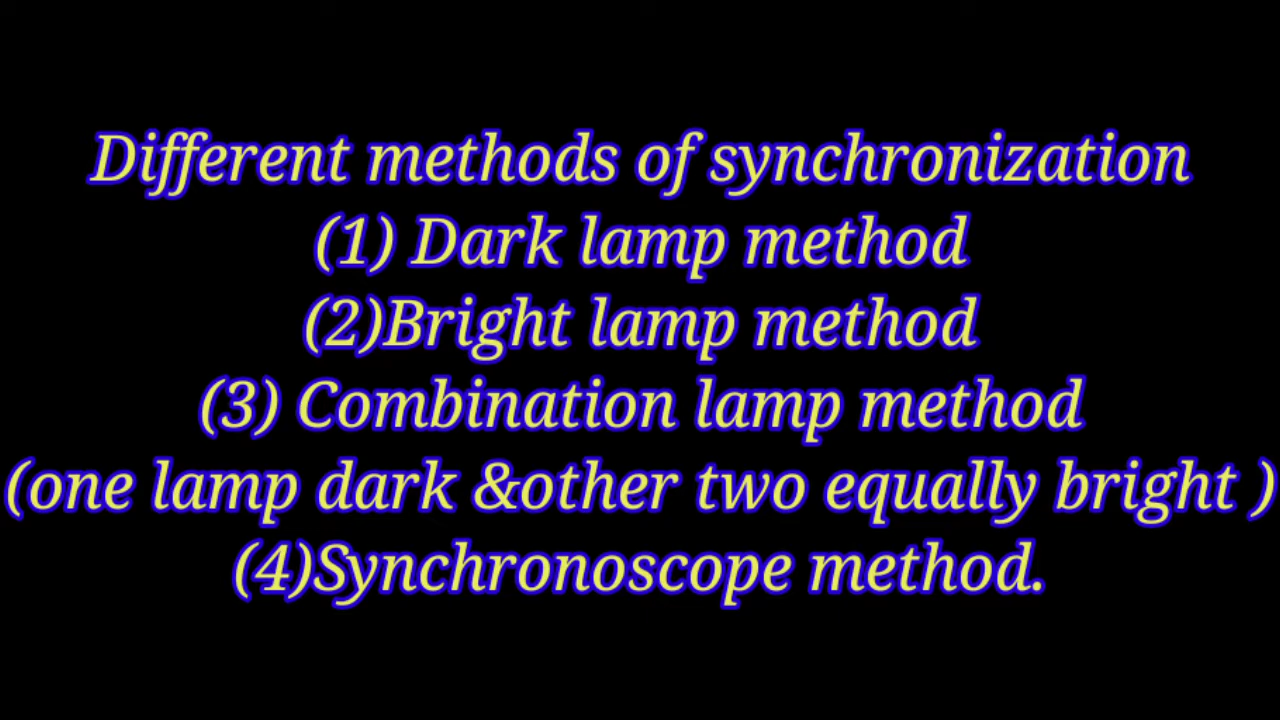 Different methods of synchronization
(1) Dark lamp method
(2)Bright lamp method
(3) Combination lamp method
(one lamp dark &other two equally bright )
(4)Synchronoscope method.